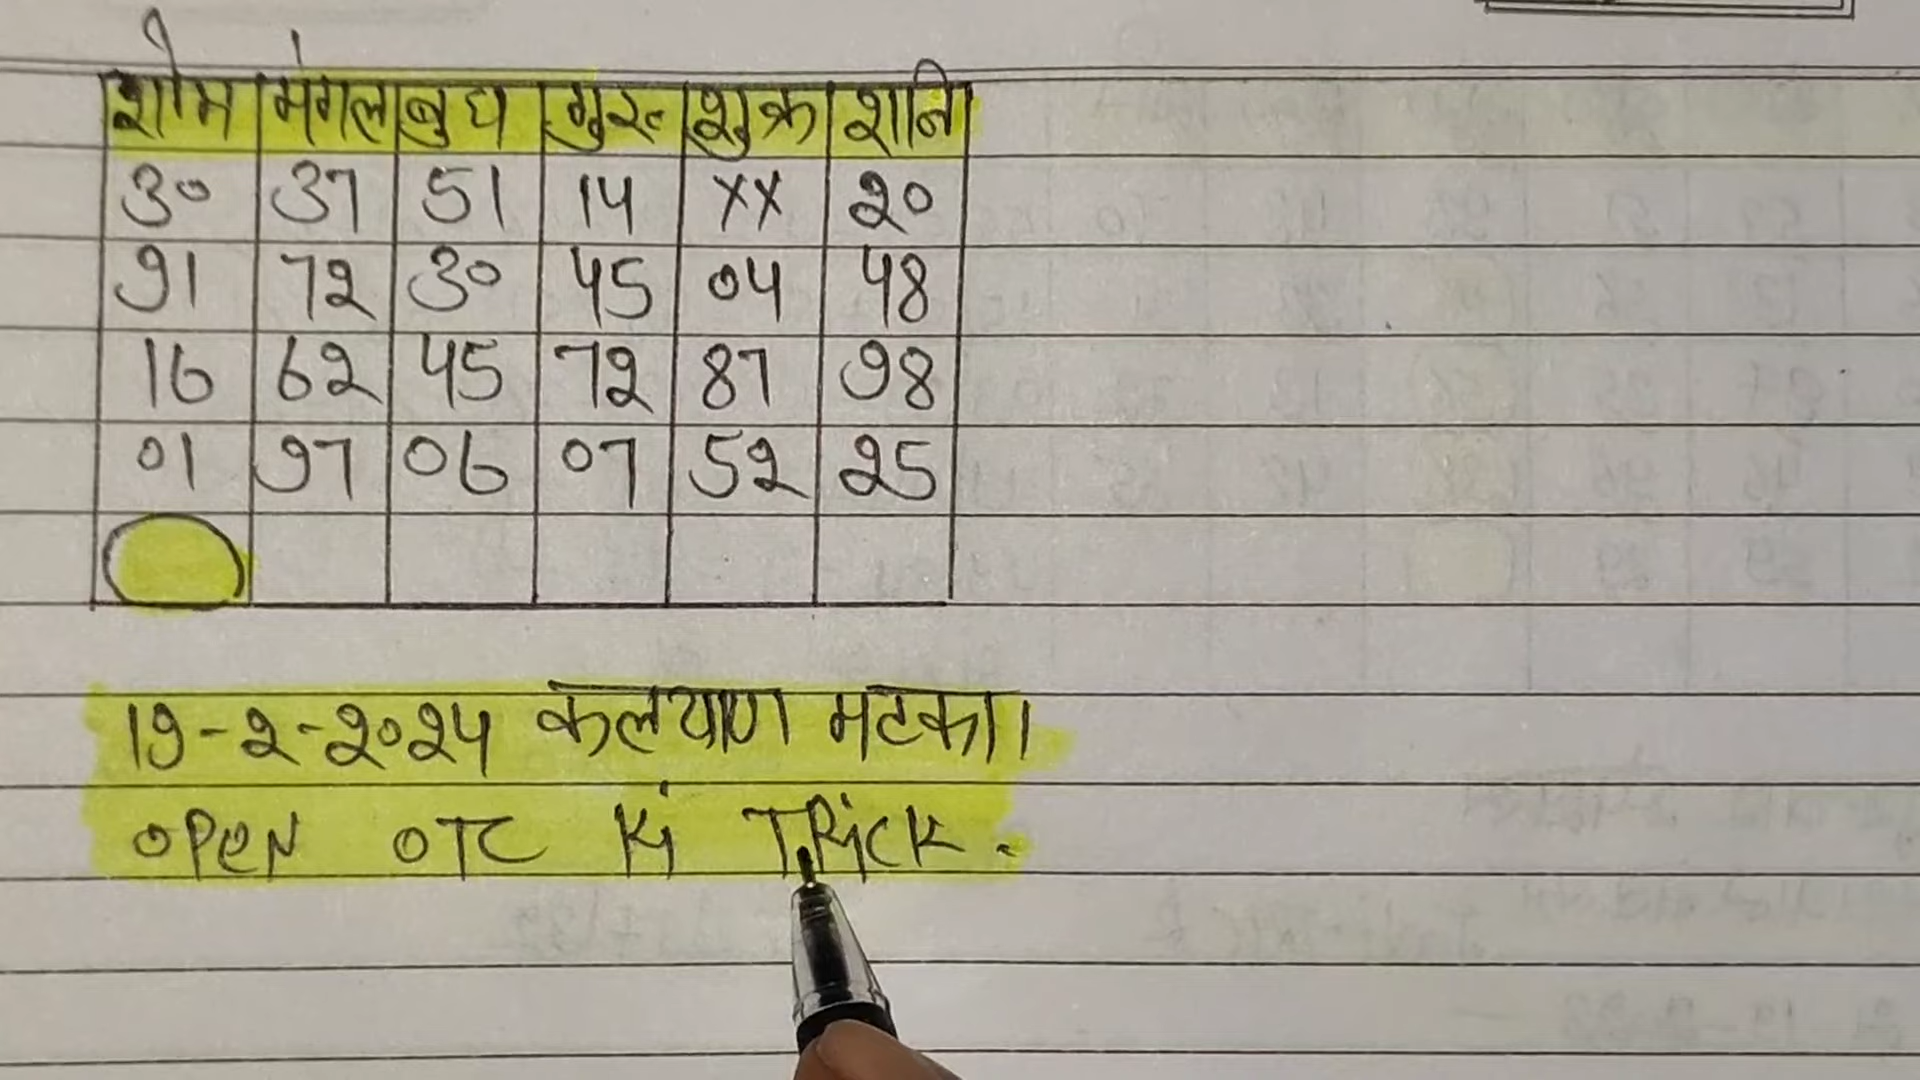 शोम मंगल बुध गुरू शुक्र शनि
30 37 51 14 XX 20
91 72 30 45 04 48
16 62 45 72 87 98
01 97 06 07 52 25
19-2-2024 कल्याण मटका।
OPEN OTC Ki TRiCK.